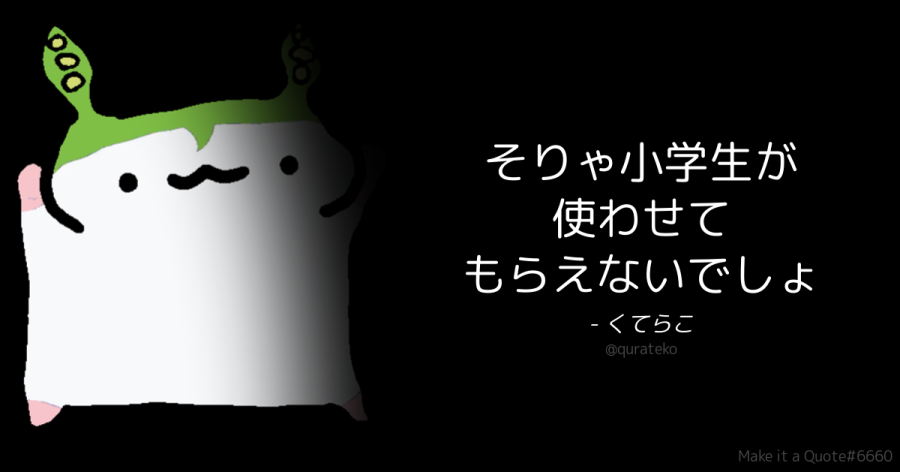 そりゃ小学生が
使わせて
もらえないでしょ
- くてらこ
@qurateko
Make it a Quote#6660